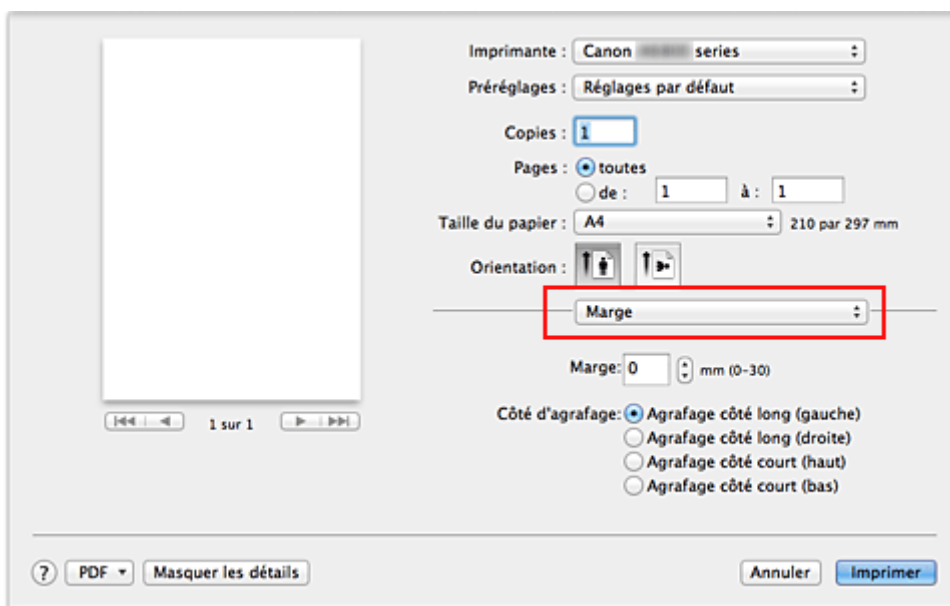 Imprimante : Canon series
Préréglages : Réglages par défaut
Copies : 1
Pages : toutes
de : 1 à : 1
Taille du papier : A4 210 par 297 mm
Orientation :
Marge
Marge: 0 mm (0-30)
Côté d'agrafage: Agrafage côté long (gauche)
Agrafage côté long (droite)
Agrafage côté court (haut)
Agrafage côté court (bas)
1 sur 1
? PDF Masquer les détails Annuler Imprimer